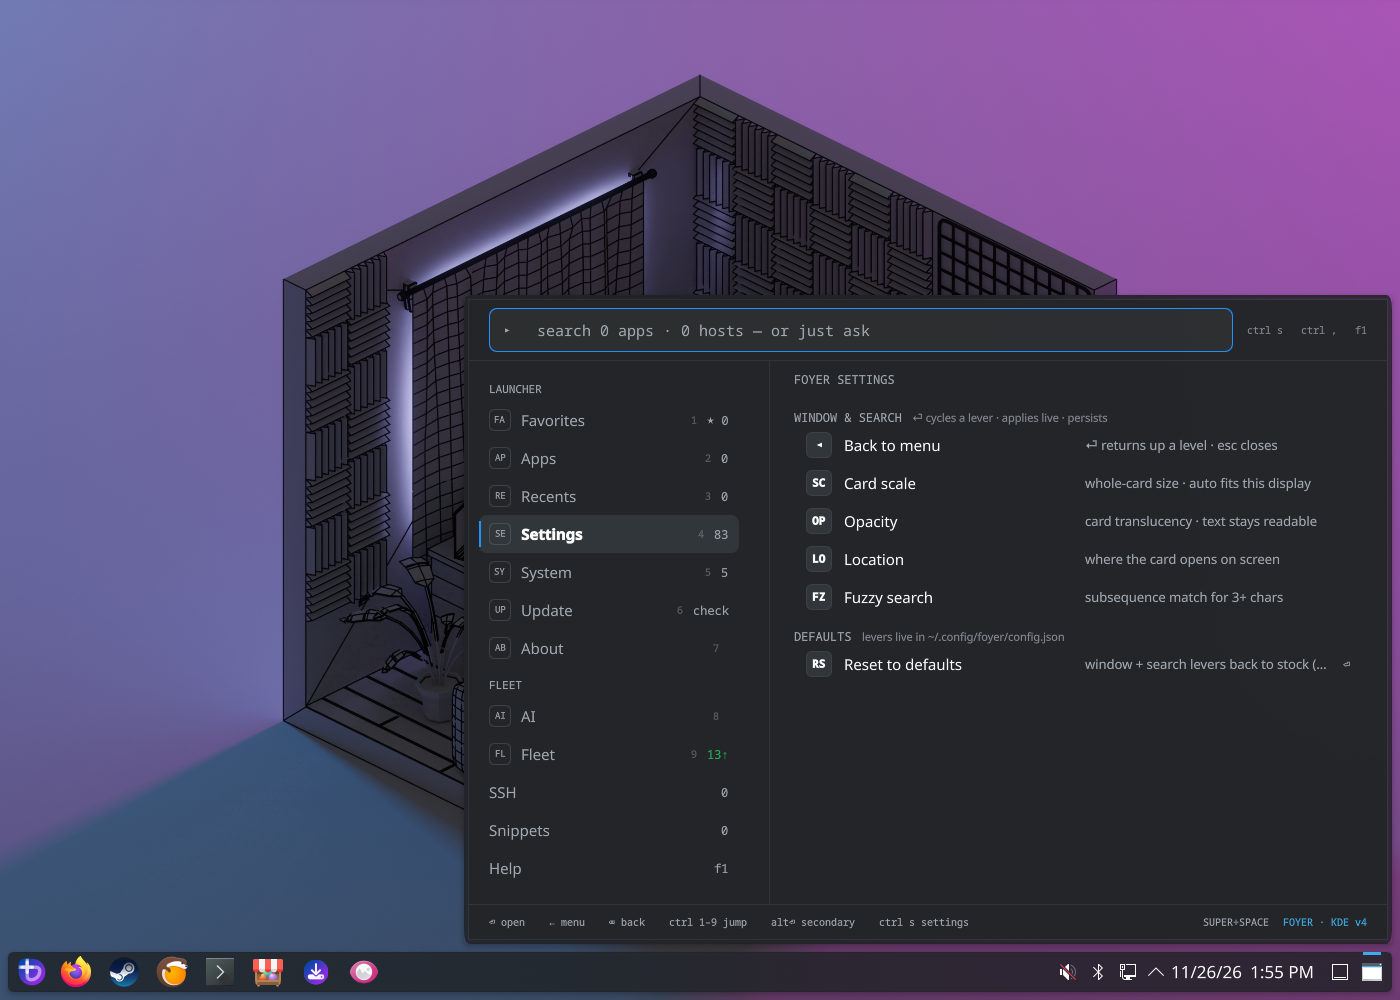 ▸ search 0 apps · 0 hosts — or just ask
ctrl s ctrl , f1
LAUNCHER
FA Favorites 1 ★ 0
AP Apps 2 0
RE Recents 3 0
SE Settings 4 83
SY System 5 5
UP Update 6 check
AB About 7
FLEET
AI AI 8
FL Fleet 9 13↑
SSH 0
Snippets 0
Help f1
FOYER SETTINGS
WINDOW & SEARCH ⏎ cycles a lever · applies live · persists
◂ Back to menu ⏎ returns up a level · esc closes
SC Card scale whole-card size · auto fits this display
OP Opacity card translucency · text stays readable
LO Location where the card opens on screen
FZ Fuzzy search subsequence match for 3+ chars
DEFAULTS levers live in ~/.config/foyer/config.json
RS Reset to defaults window + search levers back to stock (… ⏎
⏎ open ← menu ⌫ back ctrl 1–9 jump alt⏎ secondary ctrl s settings
SUPER+SPACE FOYER · KDE v4
11/26/26 1:55 PM